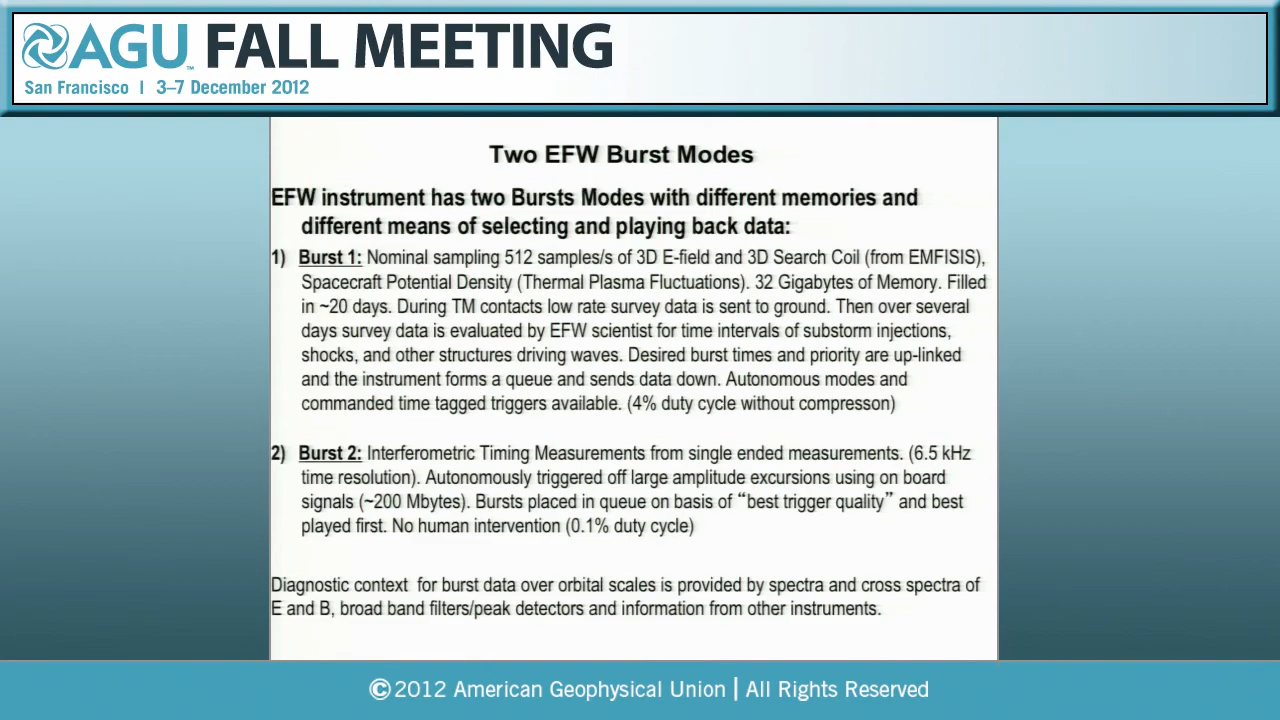 AGU™ FALL MEETING
San Francisco | 3–7 December 2012
Two EFW Burst Modes
EFW instrument has two Bursts Modes with different memories and
different means of selecting and playing back data:
1) Burst 1: Nominal sampling 512 samples/s of 3D E-field and 3D Search Coil (from EMFISIS),
Spacecraft Potential Density (Thermal Plasma Fluctuations). 32 Gigabytes of Memory. Filled
in ~20 days. During TM contacts low rate survey data is sent to ground. Then over several
days survey data is evaluated by EFW scientist for time intervals of substorm injections,
shocks, and other structures driving waves. Desired burst times and priority are up-linked
and the instrument forms a queue and sends data down. Autonomous modes and
commanded time tagged triggers available. (4% duty cycle without compresson)
2) Burst 2: Interferometric Timing Measurements from single ended measurements. (6.5 kHz
time resolution). Autonomously triggered off large amplitude excursions using on board
signals (~200 Mbytes). Bursts placed in queue on basis of “best trigger quality” and best
played first. No human intervention (0.1% duty cycle)
Diagnostic context for burst data over orbital scales is provided by spectra and cross spectra of
E and B, broad band filters/peak detectors and information from other instruments.
©2012 American Geophysical Union | All Rights Reserved